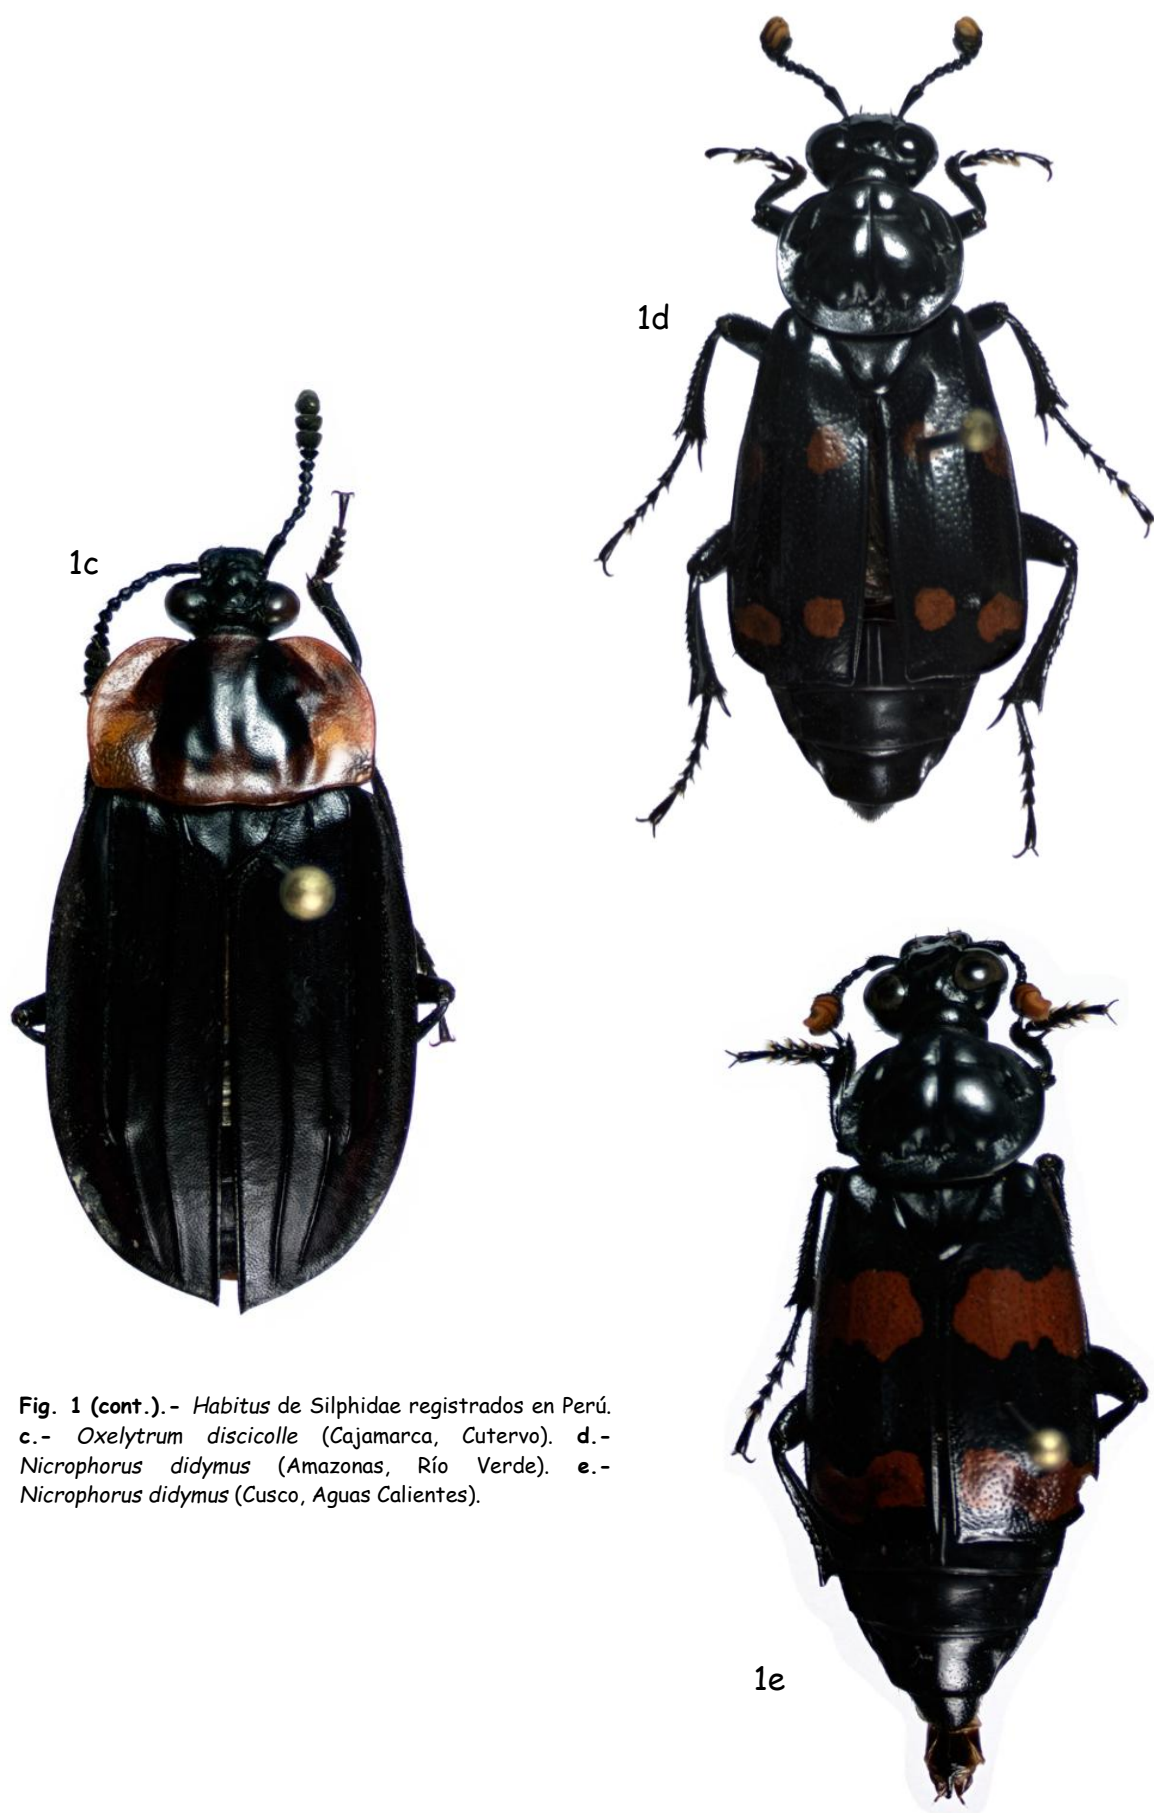 1d
1c
Fig. 1 (cont.).- Habitus de Silphidae registrados en Perú.
c.- Oxelytrum discicolle (Cajamarca, Cutervo). d.-
Nicrophorus didymus (Amazonas, Río Verde). e.-
Nicrophorus didymus (Cusco, Aguas Calientes).
1e